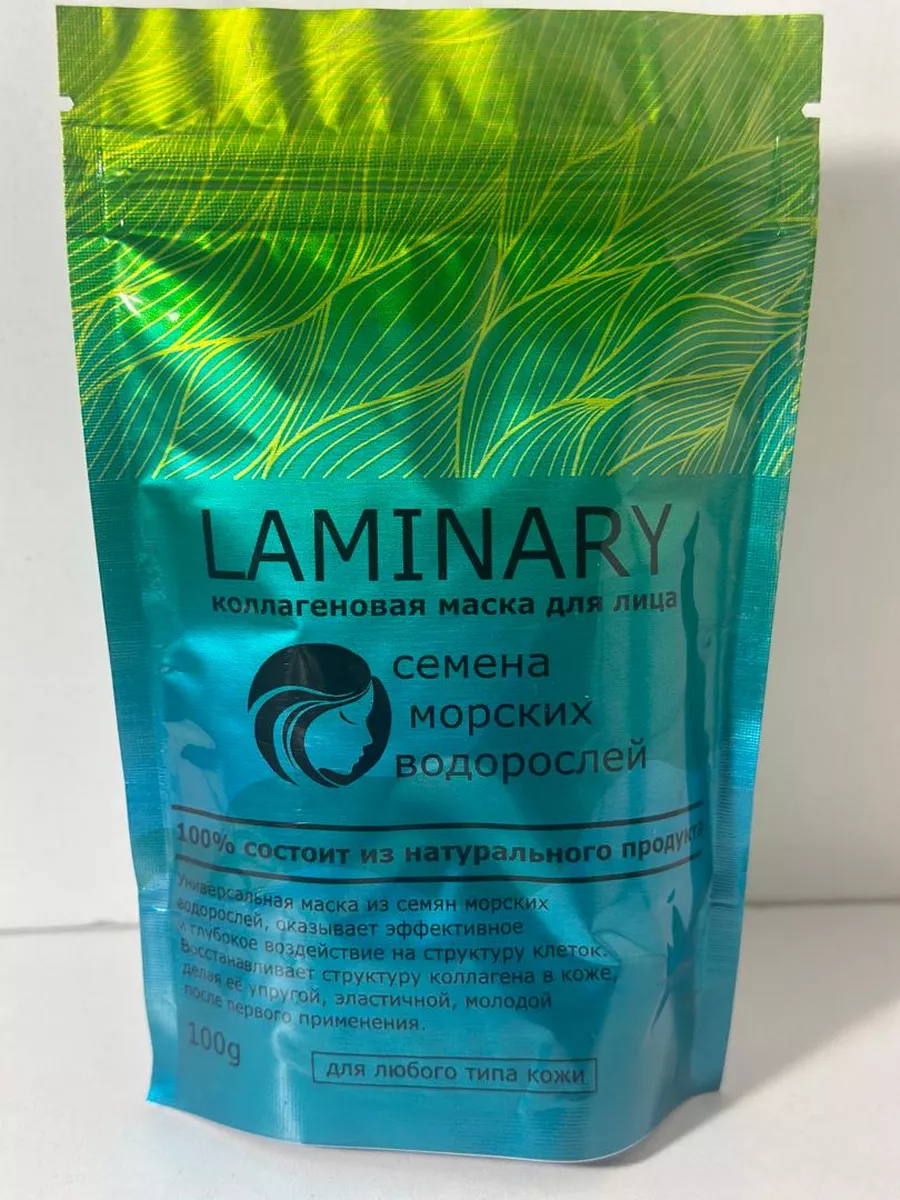 LAMINARY
коллагеновая маска для лица
семена
морских
водорослей
100% состоит из натурального продукта
Универсальная маска из семян морских
водорослей, оказывает эффективное
и глубокое воздействие на структуру клеток.
Восстанавливает структуру коллагена в коже,
делая её упругой, эластичной, молодой
после первого применения.
100g
для любого типа кожи